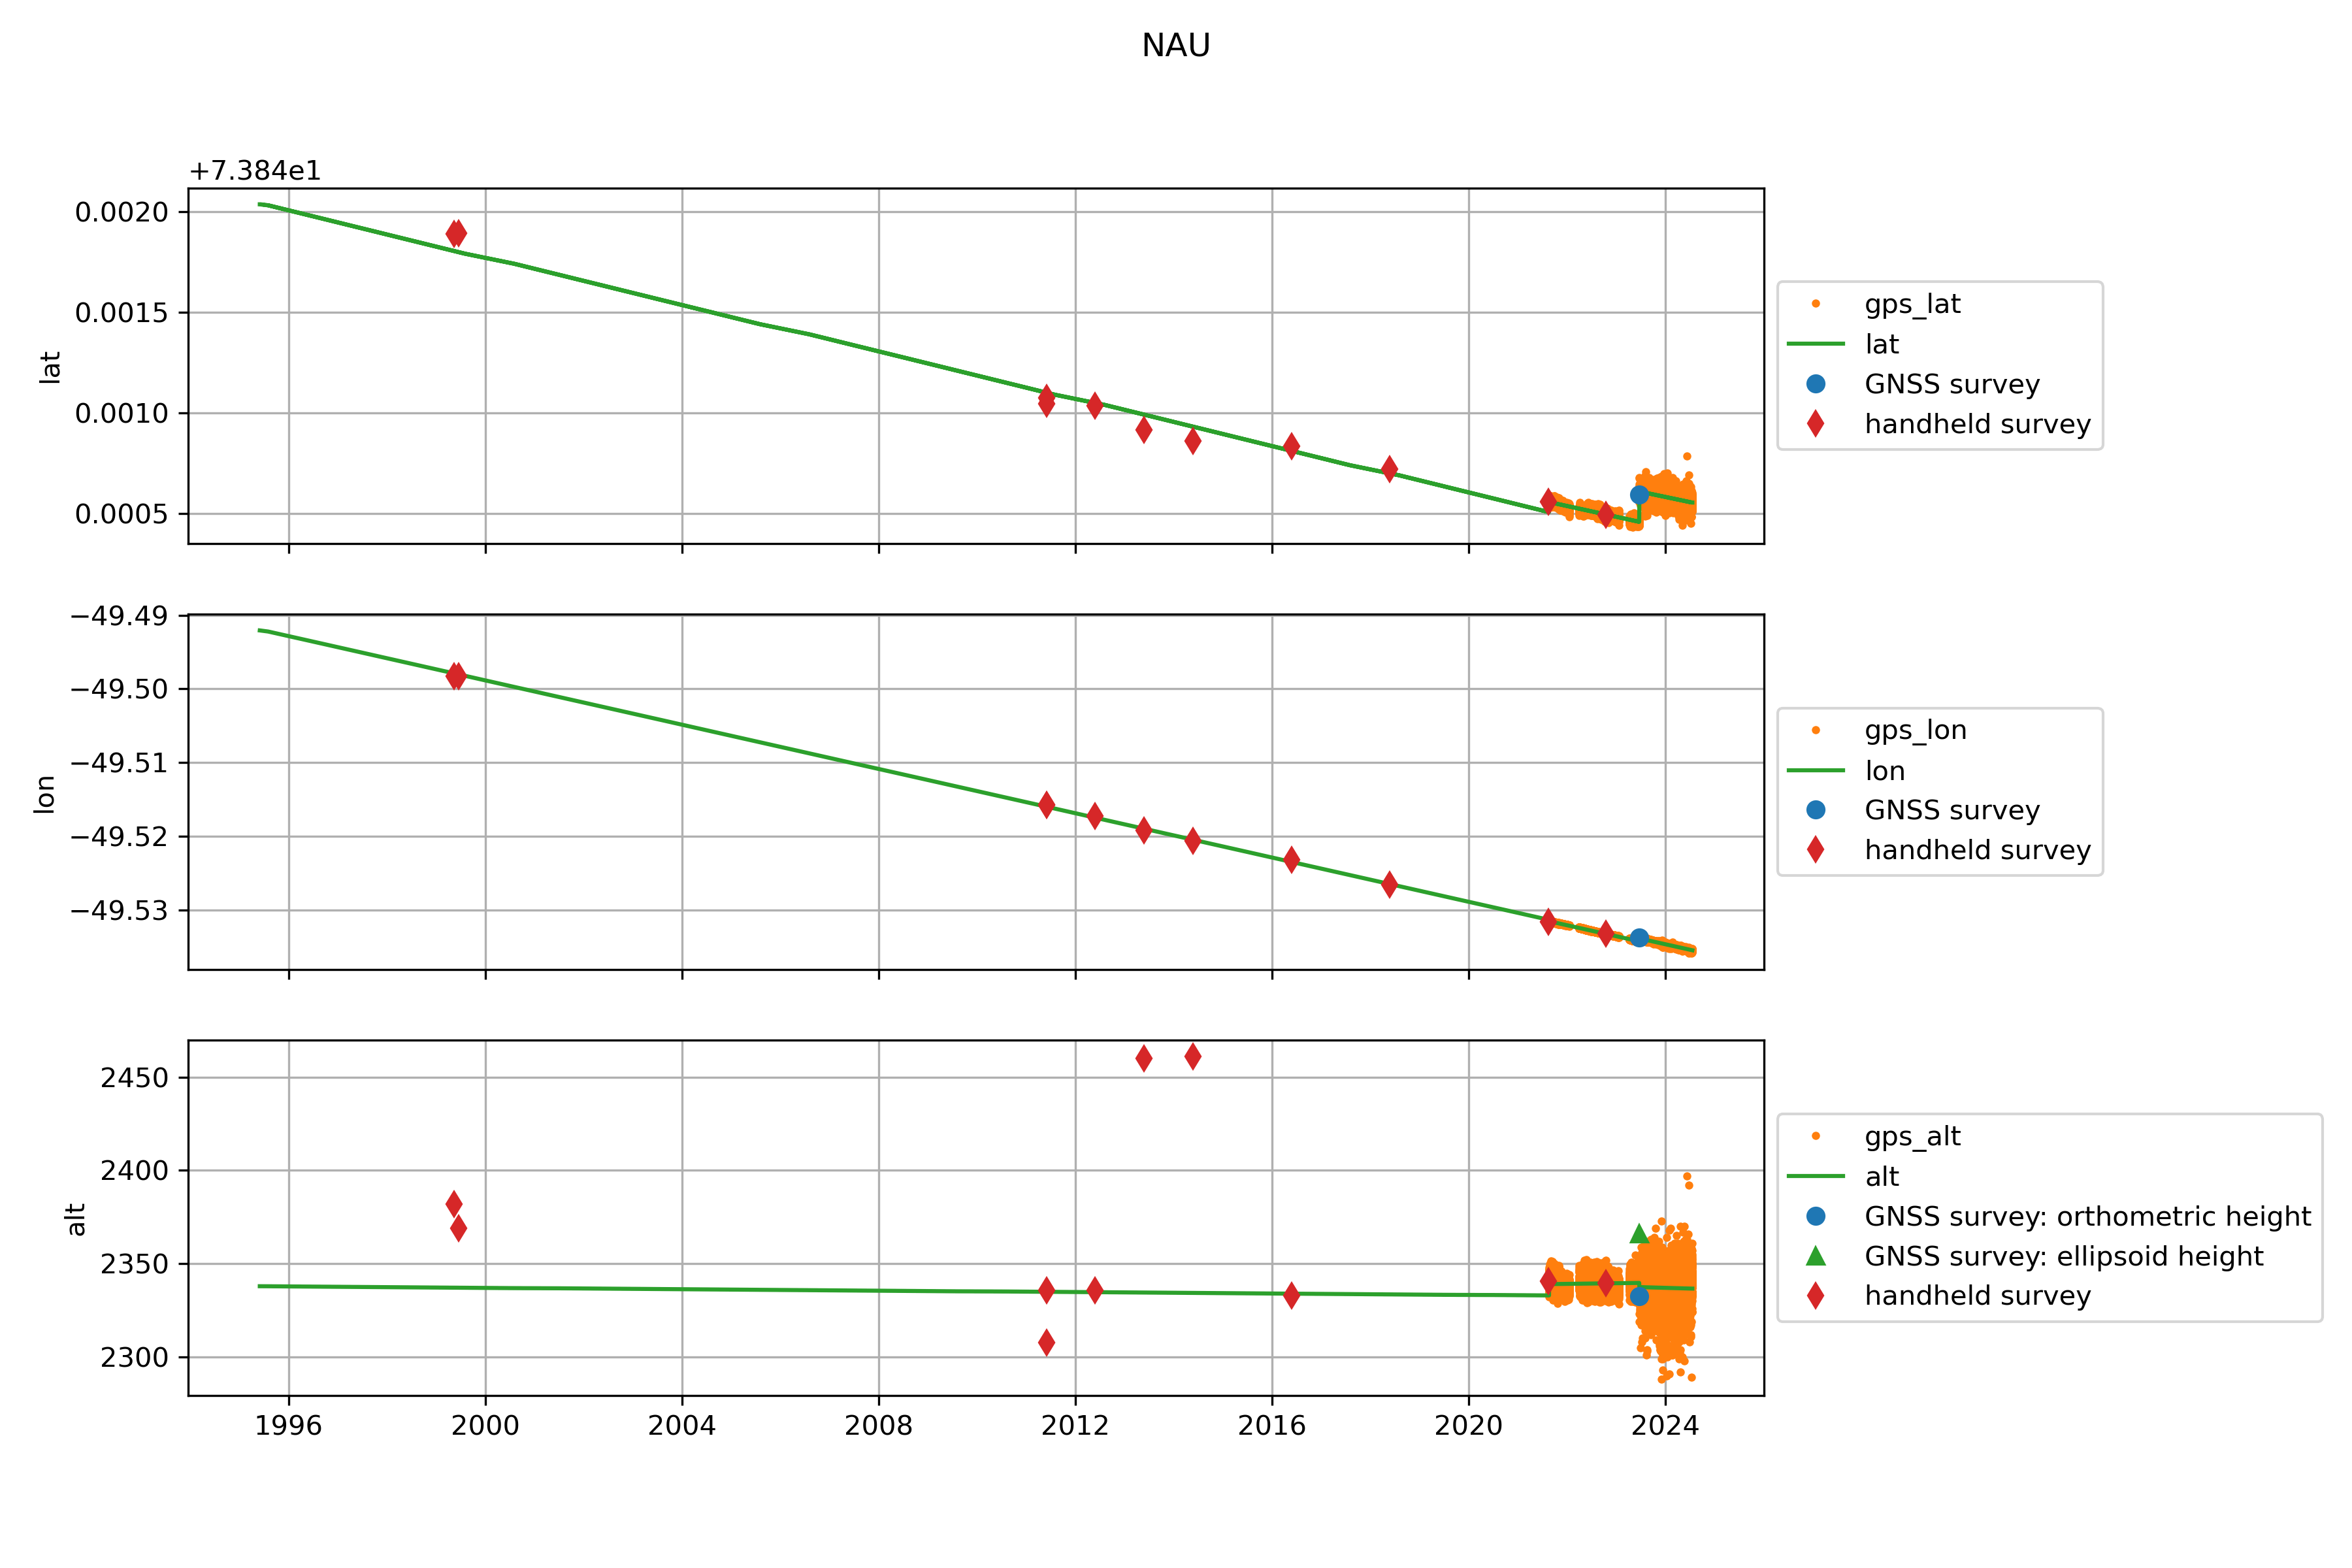 NAU
+7.384e1
0.0020
0.0015
0.0010
0.0005
lat
gps_lat
lat
GNSS survey
handheld survey
−49.49
−49.50
−49.51
−49.52
−49.53
lon
gps_lon
lon
GNSS survey
handheld survey
2450
2400
2350
2300
alt
gps_alt
alt
GNSS survey: orthometric height
GNSS survey: ellipsoid height
handheld survey
1996 2000 2004 2008 2012 2016 2020 2024